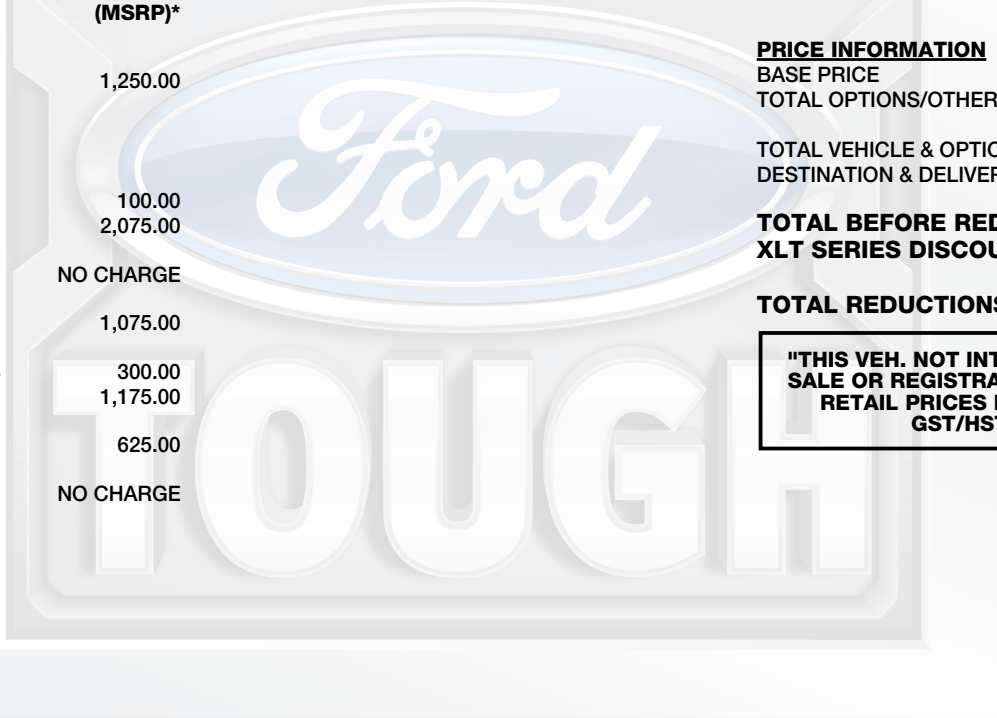 (MSRP)*
1,250.00
100.00
2,075.00
NO CHARGE
1,075.00
300.00
1,175.00
625.00
NO CHARGE
Ford
TOUGH
PRICE INFORMATION
BASE PRICE
TOTAL OPTIONS/OTHER
TOTAL VEHICLE & OPTIO
DESTINATION & DELIVER
TOTAL BEFORE RED
XLT SERIES DISCOU
TOTAL REDUCTIONS
"THIS VEH. NOT INT
SALE OR REGISTRA
RETAIL PRICES
GST/HST